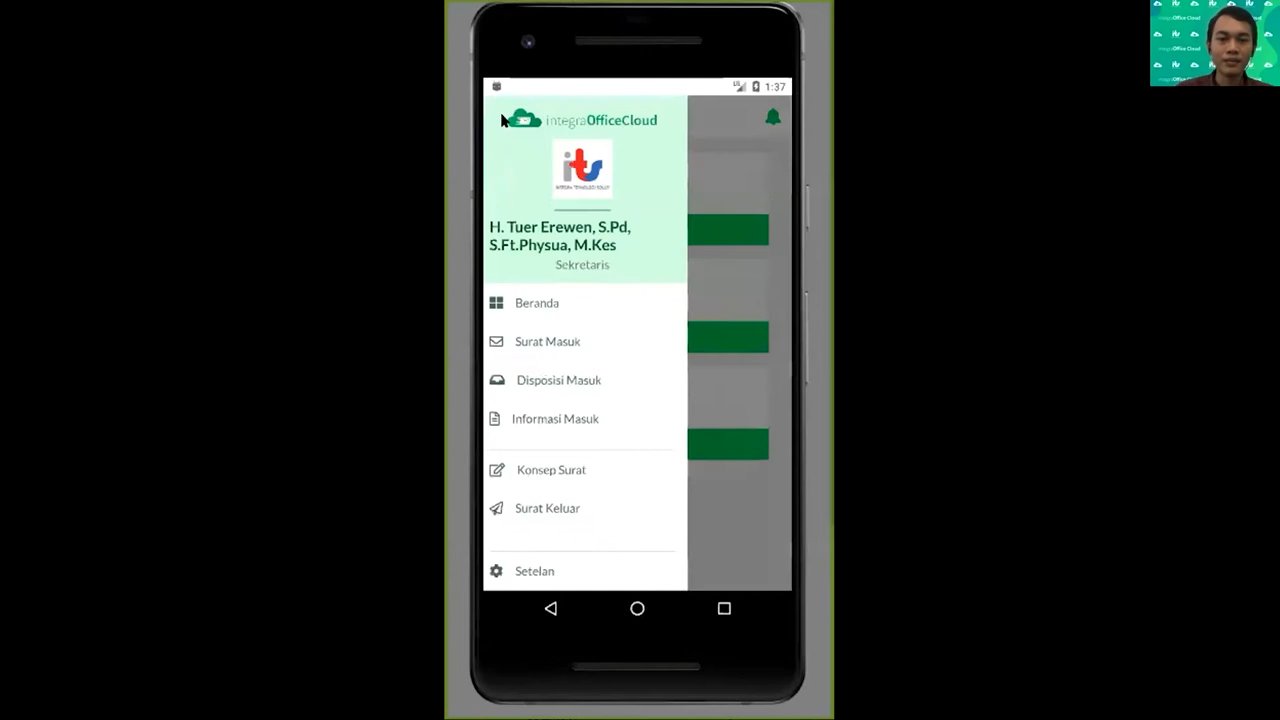 1:37
integraOfficeCloud
its
H. Tuer Erewen, S.Pd,
S.Ft.Physua, M.Kes
Sekretaris
Beranda
Surat Masuk
Disposisi Masuk
Informasi Masuk
Konsep Surat
Surat Keluar
Setelan